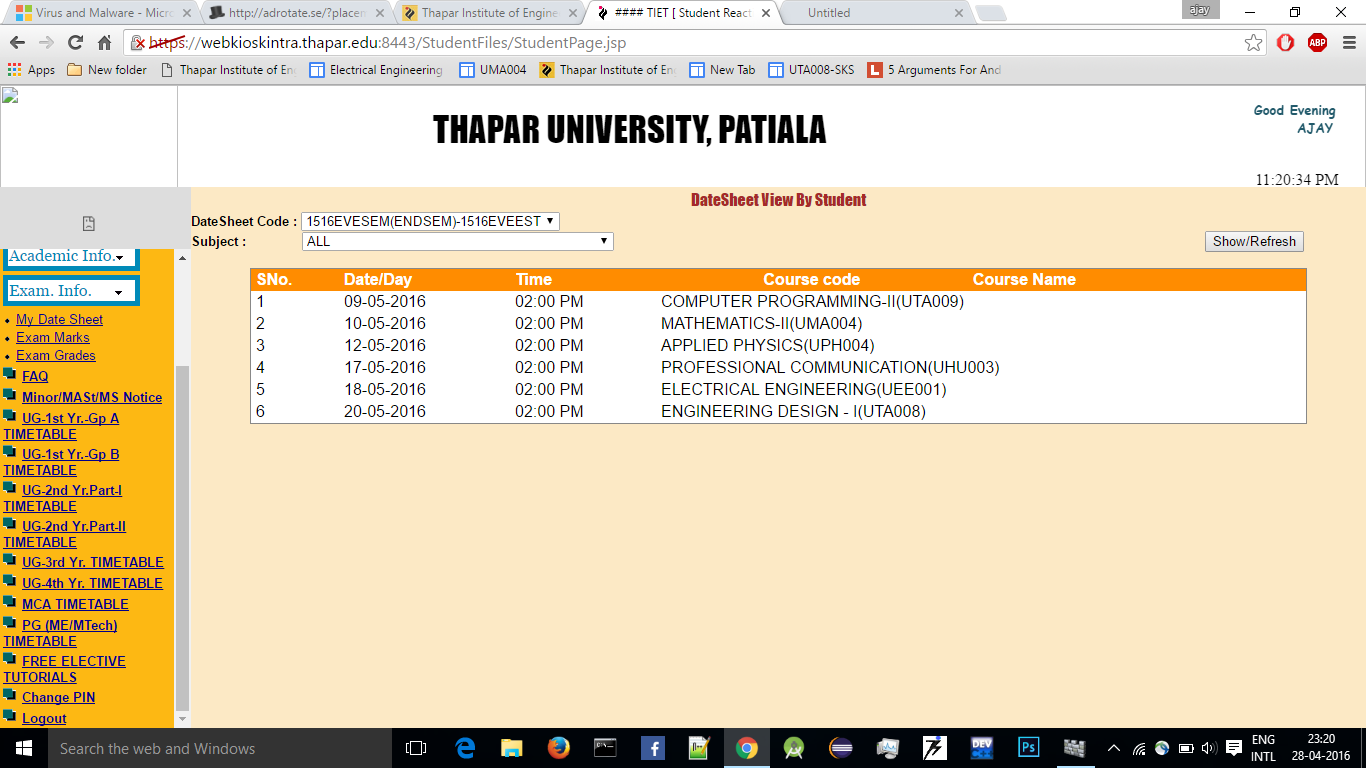 Virus and Malware - Micr
http://adrotate.se/?placem
Thapar Institute of Engine
#### TIET [ Student React
Untitled
ajay
https://webkioskintra.thapar.edu:8443/StudentFiles/StudentPage.jsp
ABP
Apps
New folder
Thapar Institute of En
Electrical Engineering
UMA004
Thapar Institute of En
New Tab
UTA008-SKS
5 Arguments For And
THAPAR UNIVERSITY, PATIALA
Good Evening
AJAY
11:20:34 PM
DateSheet View By Student
DateSheet Code : 1516EVESEM(ENDSEM)-1516EVEEST
Subject : ALL
Show/Refresh
Academic Info.
Exam. Info.
My Date Sheet
Exam Marks
Exam Grades
FAQ
Minor/MASt/MS Notice
UG-1st Yr.-Gp A
TIMETABLE
UG-1st Yr.-Gp B
TIMETABLE
UG-2nd Yr.Part-I
TIMETABLE
UG-2nd Yr.Part-II
TIMETABLE
UG-3rd Yr. TIMETABLE
UG-4th Yr. TIMETABLE
MCA TIMETABLE
PG (ME/MTech)
TIMETABLE
FREE ELECTIVE
TUTORIALS
Change PIN
Logout
SNo. Date/Day Time Course code Course Name
1 09-05-2016 02:00 PM COMPUTER PROGRAMMING-II(UTA009)
2 10-05-2016 02:00 PM MATHEMATICS-II(UMA004)
3 12-05-2016 02:00 PM APPLIED PHYSICS(UPH004)
4 17-05-2016 02:00 PM PROFESSIONAL COMMUNICATION(UHU003)
5 18-05-2016 02:00 PM ELECTRICAL ENGINEERING(UEE001)
6 20-05-2016 02:00 PM ENGINEERING DESIGN - I(UTA008)
Search the web and Windows
DEV
Ps
ENG
INTL
23:20
28-04-2016